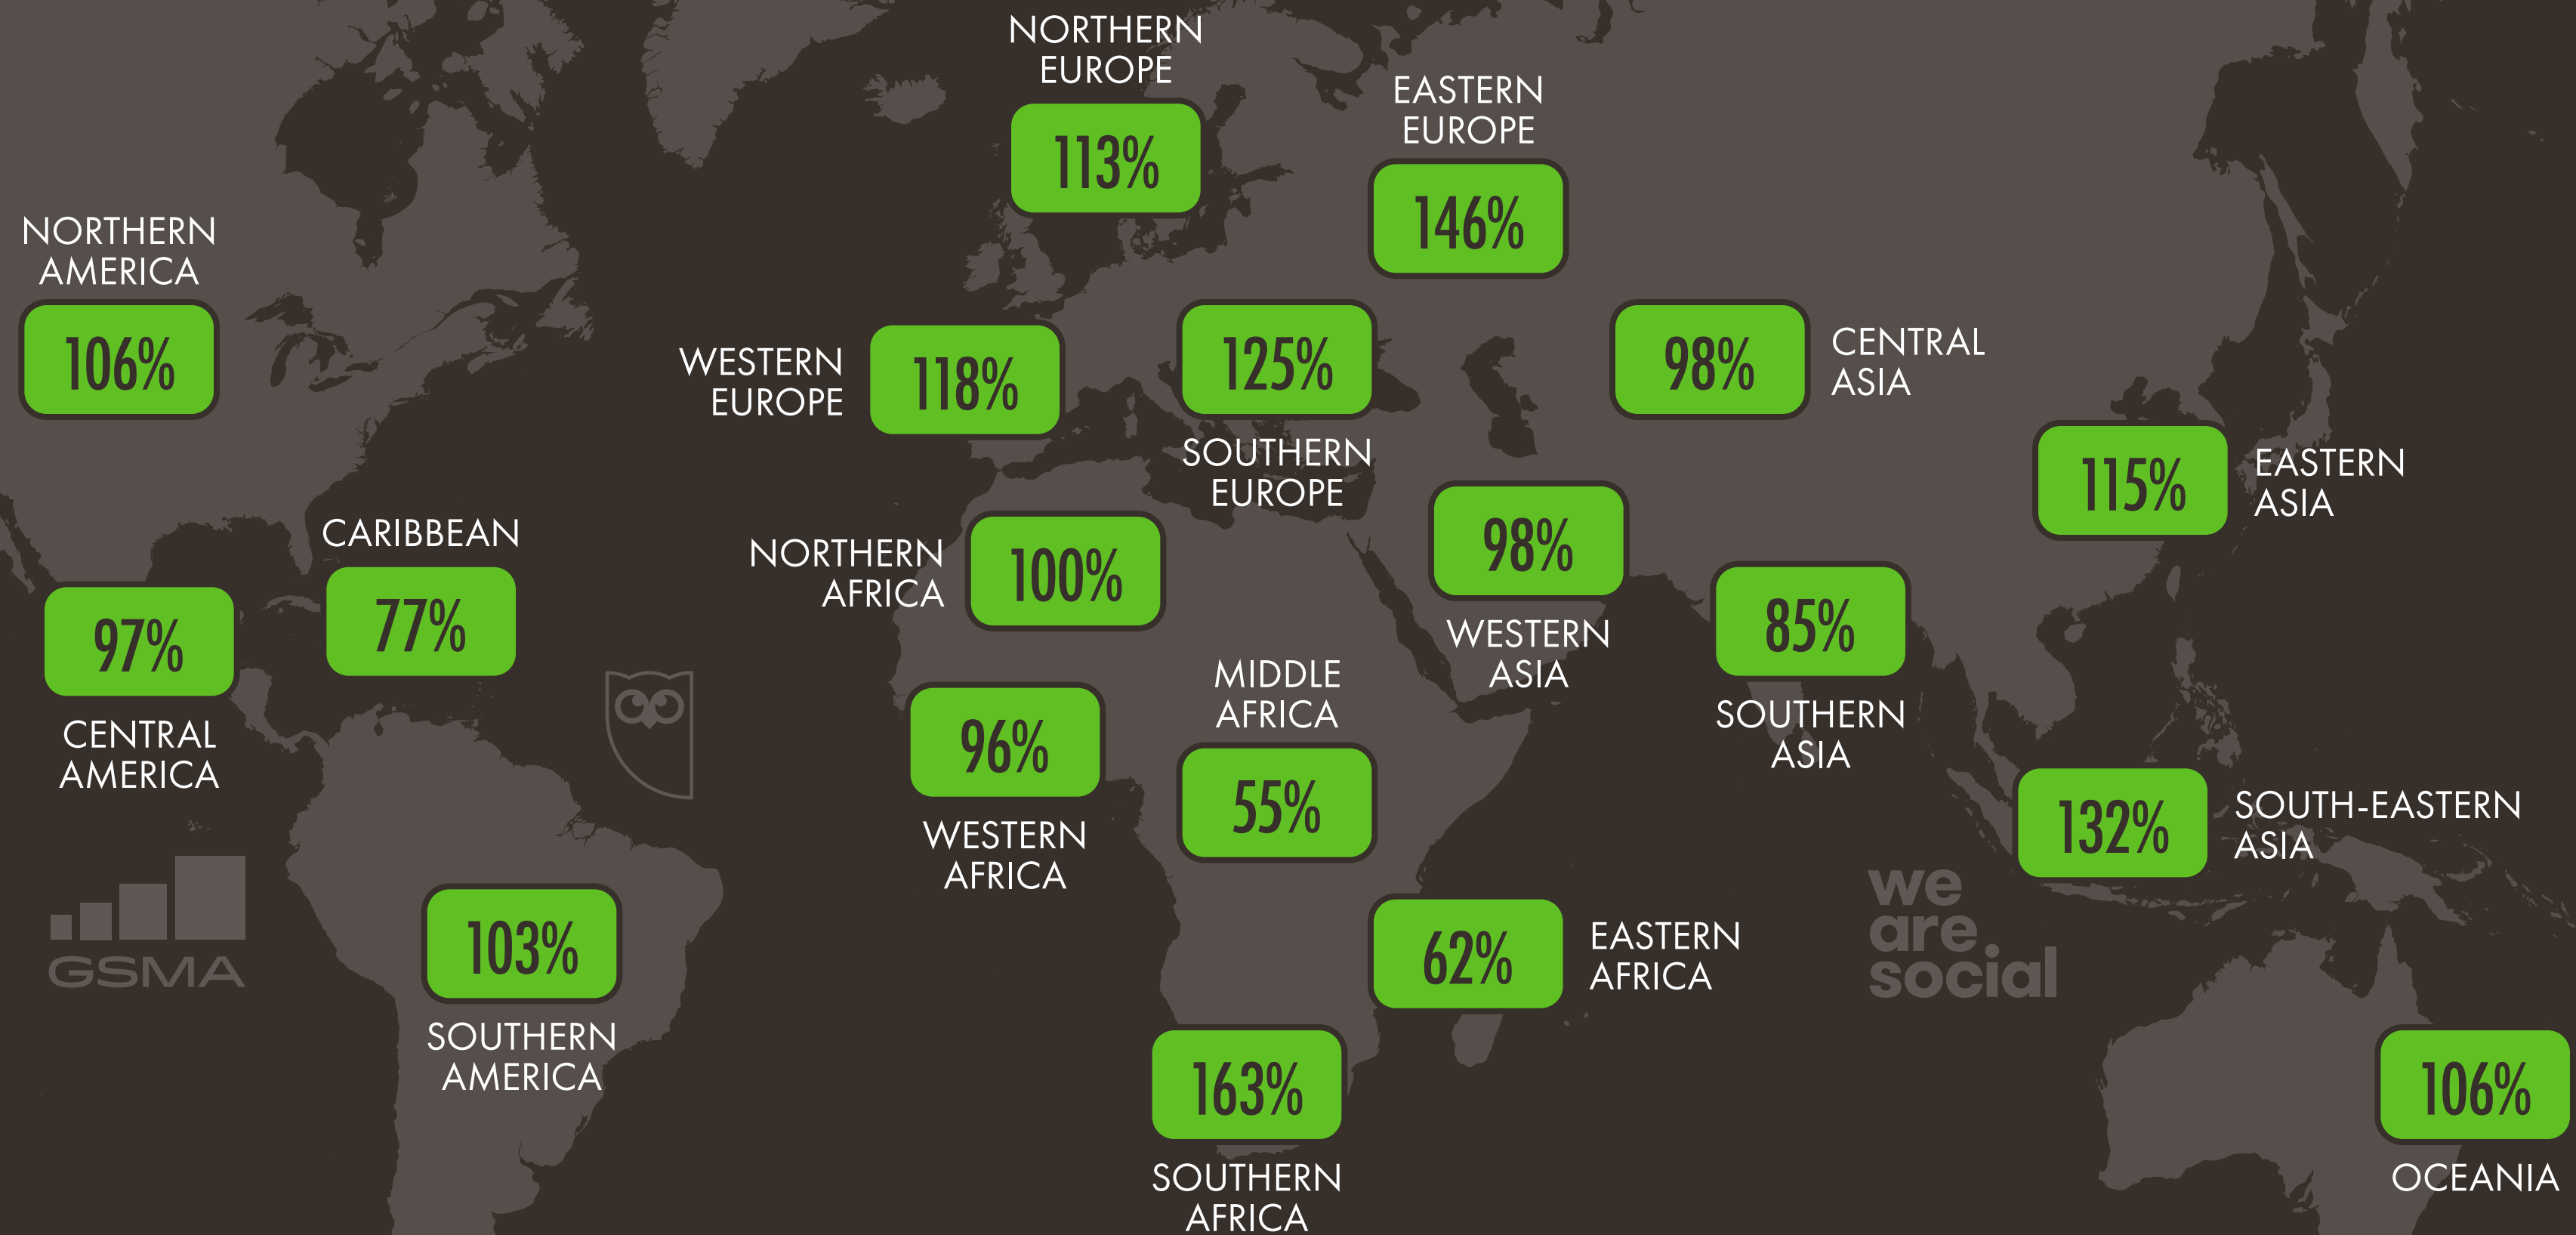 NORTHERN
EUROPE
113%
EASTERN
EUROPE
146%
NORTHERN
AMERICA
106%
WESTERN
EUROPE
118%
125%
SOUTHERN
EUROPE
98%
CENTRAL
ASIA
115%
EASTERN
ASIA
CARIBBEAN
77%
97%
CENTRAL
AMERICA
NORTHERN
AFRICA
100%
98%
WESTERN
ASIA
85%
SOUTHERN
ASIA
96%
WESTERN
AFRICA
MIDDLE
AFRICA
55%
132%
SOUTH-EASTERN
ASIA
GSMA
103%
SOUTHERN
AMERICA
62%
EASTERN
AFRICA
we
are
social
163%
SOUTHERN
AFRICA
106%
OCEANIA